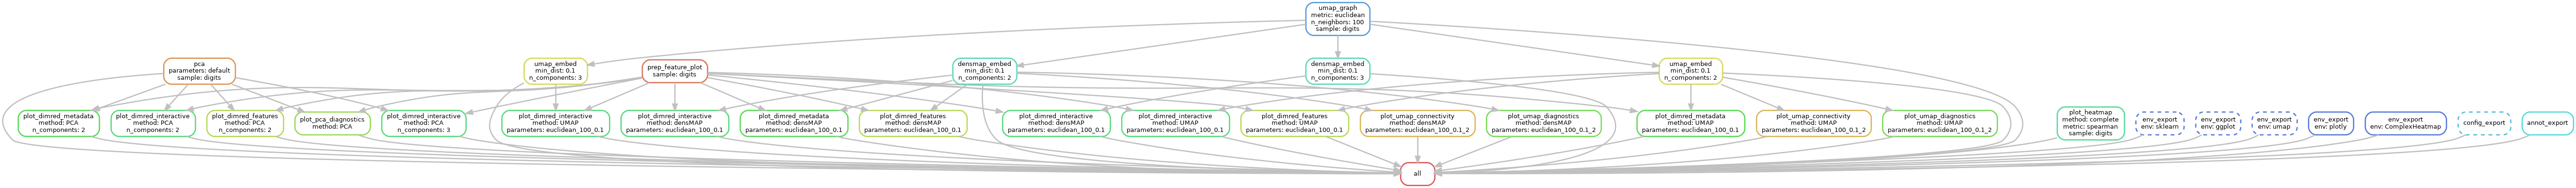 umap_graph
metric: euclidean
n_neighbors: 100
sample: digits
pca
parameters: default
sample: digits
umap_embed
min_dist: 0.1
n_components: 3
prep_feature_plot
sample: digits
densmap_embed
min_dist: 0.1
n_components: 2
densmap_embed
min_dist: 0.1
n_components: 3
umap_embed
min_dist: 0.1
n_components: 2
plot_dimred_metadata
method: PCA
n_components: 2
plot_dimred_interactive
method: PCA
n_components: 2
plot_dimred_features
method: PCA
n_components: 2
plot_pca_diagnostics
method: PCA
plot_dimred_interactive
method: PCA
n_components: 3
plot_dimred_interactive
method: UMAP
parameters: euclidean_100_0.1
plot_dimred_interactive
method: densMAP
parameters: euclidean_100_0.1
plot_dimred_metadata
method: densMAP
parameters: euclidean_100_0.1
plot_dimred_features
method: densMAP
parameters: euclidean_100_0.1
plot_dimred_interactive
method: densMAP
parameters: euclidean_100_0.1
plot_dimred_interactive
method: UMAP
parameters: euclidean_100_0.1
plot_dimred_features
method: UMAP
parameters: euclidean_100_0.1
plot_umap_connectivity
method: densMAP
parameters: euclidean_100_0.1_2
plot_umap_diagnostics
method: densMAP
parameters: euclidean_100_0.1_2
plot_dimred_metadata
method: UMAP
parameters: euclidean_100_0.1
plot_umap_connectivity
method: UMAP
parameters: euclidean_100_0.1_2
plot_umap_diagnostics
method: UMAP
parameters: euclidean_100_0.1_2
plot_heatmap
method: complete
metric: spearman
sample: digits
env_export
env: sklearn
env_export
env: ggplot
env_export
env: umap
env_export
env: plotly
env_export
env: ComplexHeatmap
config_export
annot_export
all